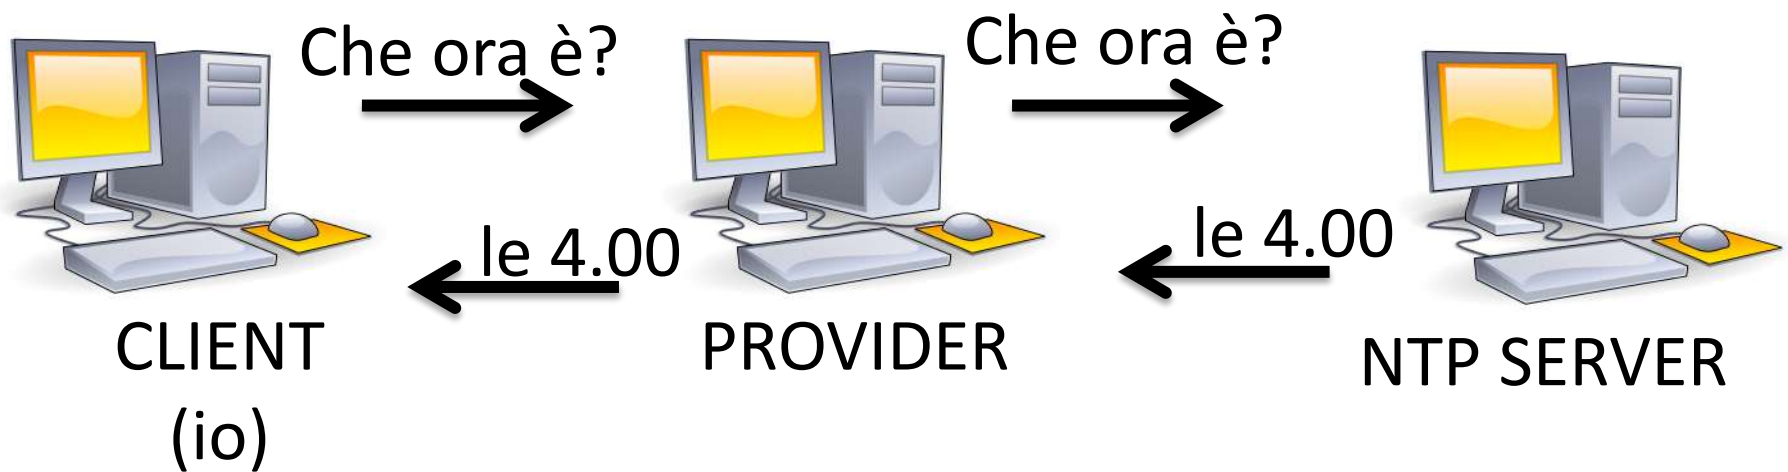 Che ora è?
Che ora è?
le 4.00
le 4.00
CLIENT
(io)
PROVIDER
NTP SERVER